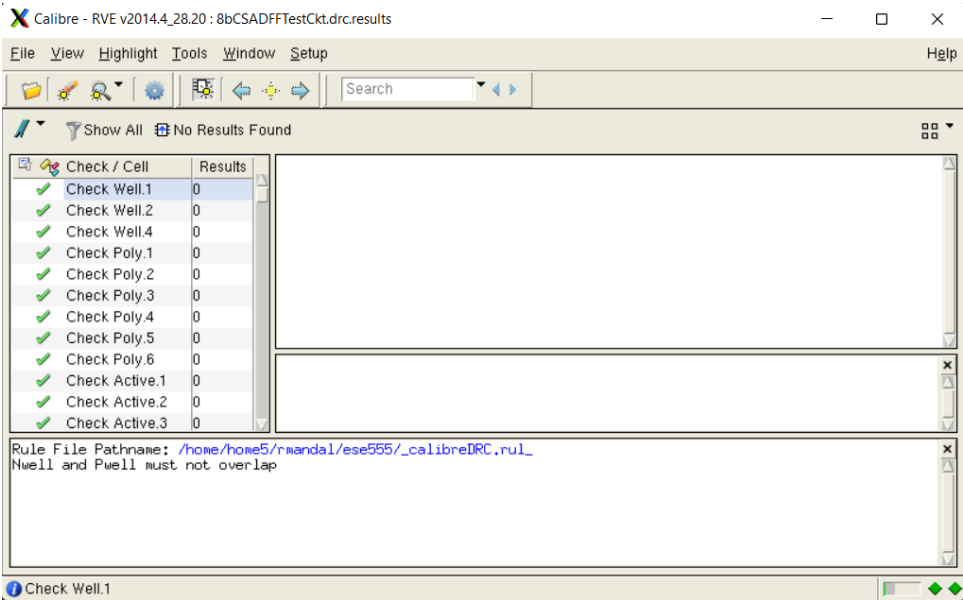 Calibre - RVE v2014.4_28.20 : 8bCSADFFTestCkt.drc.results
File View Highlight Tools Window Setup Help
Search
Show All No Results Found
Check / Cell Results
Check Well.1 0
Check Well.2 0
Check Well.4 0
Check Poly.1 0
Check Poly.2 0
Check Poly.3 0
Check Poly.4 0
Check Poly.5 0
Check Poly.6 0
Check Active.1 0
Check Active.2 0
Check Active.3 0
Rule File Pathname: /home/home5/rmandal/ese555/_calibreDRC.rul_
Nwell and Pwell must not overlap
Check Well.1